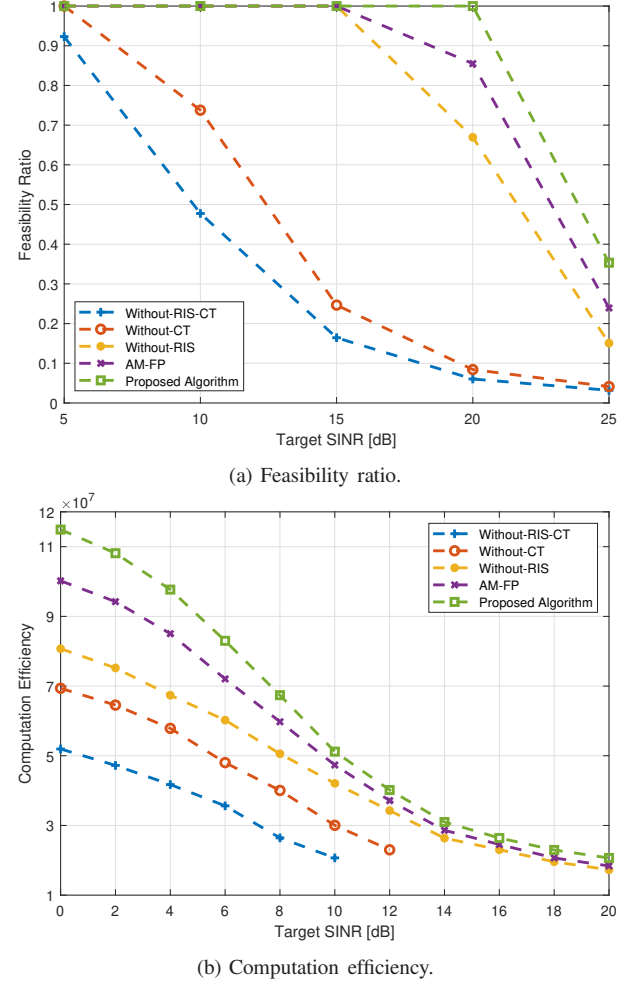 1
0.9
0.8
0.7
0.6
0.5
0.4
0.3
0.2
0.1
0
Feasibility Ratio
Without-RIS-CT
Without-CT
Without-RIS
AM-FP
Proposed Algorithm
5 10 15 20 25
Target SINR [dB]
(a) Feasibility ratio.
×10^7
12
11
9
7
5
3
1
Computation Efficiency
Without-RIS-CT
Without-CT
Without-RIS
AM-FP
Proposed Algorithm
0 2 4 6 8 10 12 14 16 18 20
Target SINR [dB]
(b) Computation efficiency.